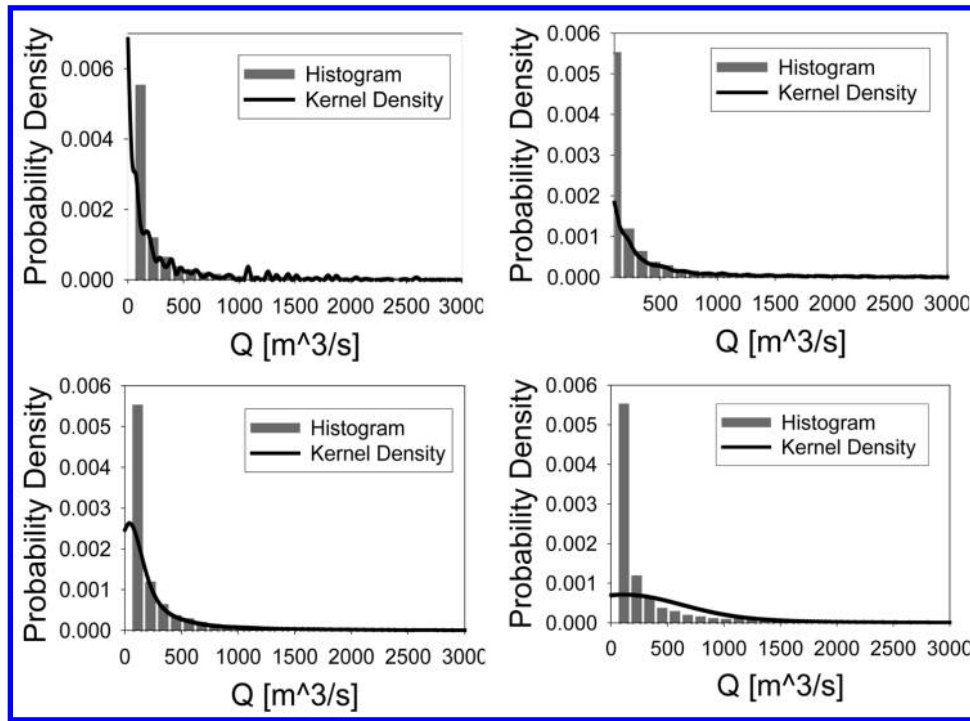 Probability Density
0.006
0.004
0.002
0.000
Histogram
Kernel Density
0 500 1000 1500 2000 2500 3000
Q [m^3/s]
Probability Density
0.006
0.005
0.004
0.003
0.002
0.001
0.000
Histogram
Kernel Density
500 1000 1500 2000 2500 3000
Q [m^3/s]
Probability Density
0.006
0.005
0.004
0.003
0.002
0.001
0.000
Histogram
Kernel Density
0 500 1000 1500 2000 2500 3000
Q [m^3/s]
Probability Density
0.006
0.005
0.004
0.003
0.002
0.001
0.000
Histogram
Kernel Density
0 500 1000 1500 2000 2500 3000
Q [m^3/s]